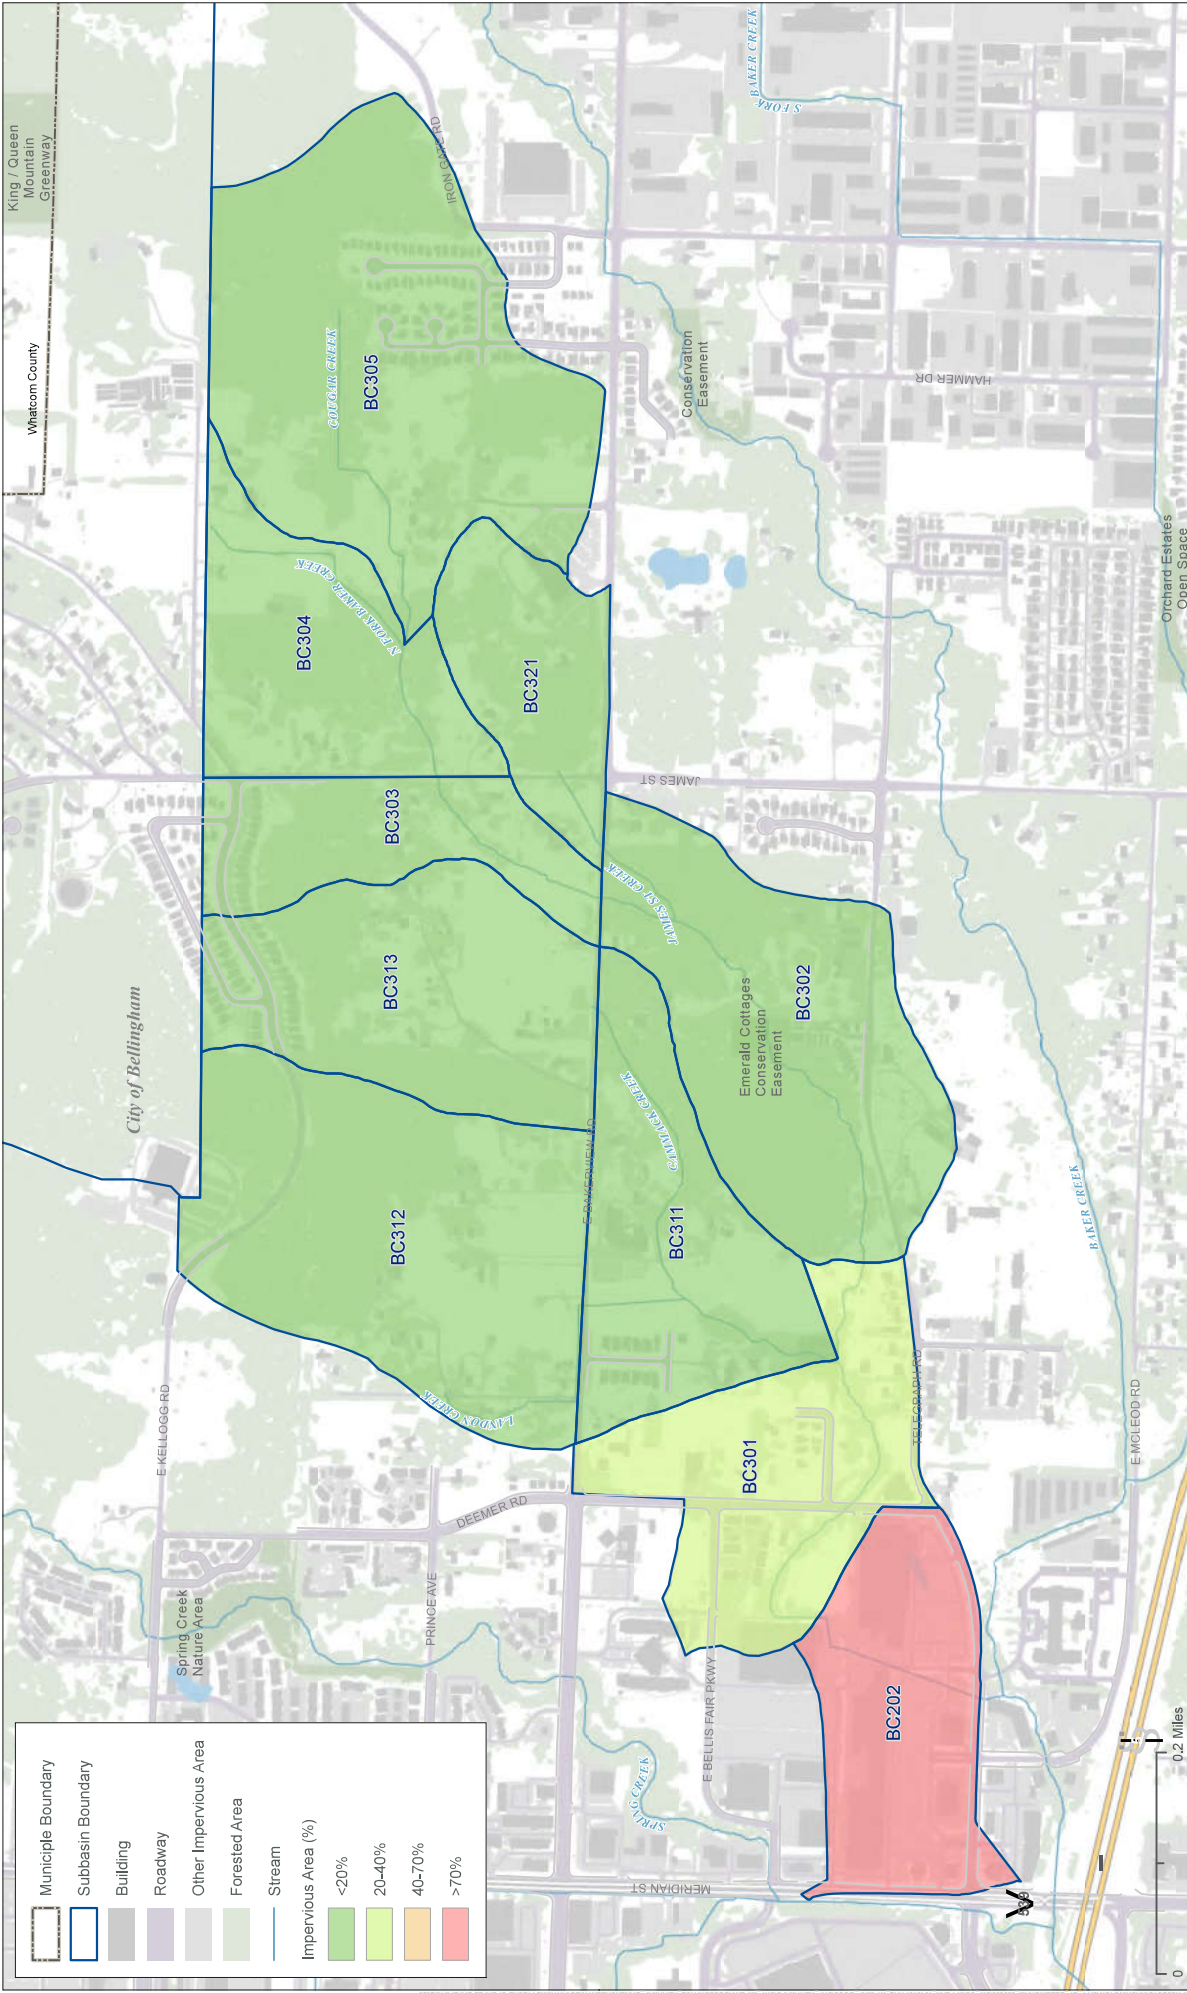 King / Queen
Mountain
Greenway
Whatcom County
City of Bellingham
IRON GATE RD
S FORK
BAKER CREEK
COUGAR CREEK
BC305
Conservation
Easement
HAMMER DR
N FORK BAKER CREEK
BC304
BC321
Orchard Estates
Open Space
JAMES ST
BC303
JAMES ST CREEK
BC313
Emerald Cottages
Conservation
Easement
BC302
CAMMACK CREEK
E BAKERVIEW RD
BC312
BC311
BAKER CREEK
LANDON CREEK
E KELLOGG RD
DEEMER RD
BC301
TELEGRAPH RD
E MCLEOD RD
Spring Creek
Nature Area
PRINCE AVE
E BELLIS FAIR PKWY
BC202
SPRING CREEK
MERIDIAN ST
539
5
Municiple Boundary
Subbasin Boundary
Building
Roadway
Other Impervious Area
Forested Area
Stream
Impervious Area (%)
<20%
20-40%
40-70%
>70%
0
0.2 Miles